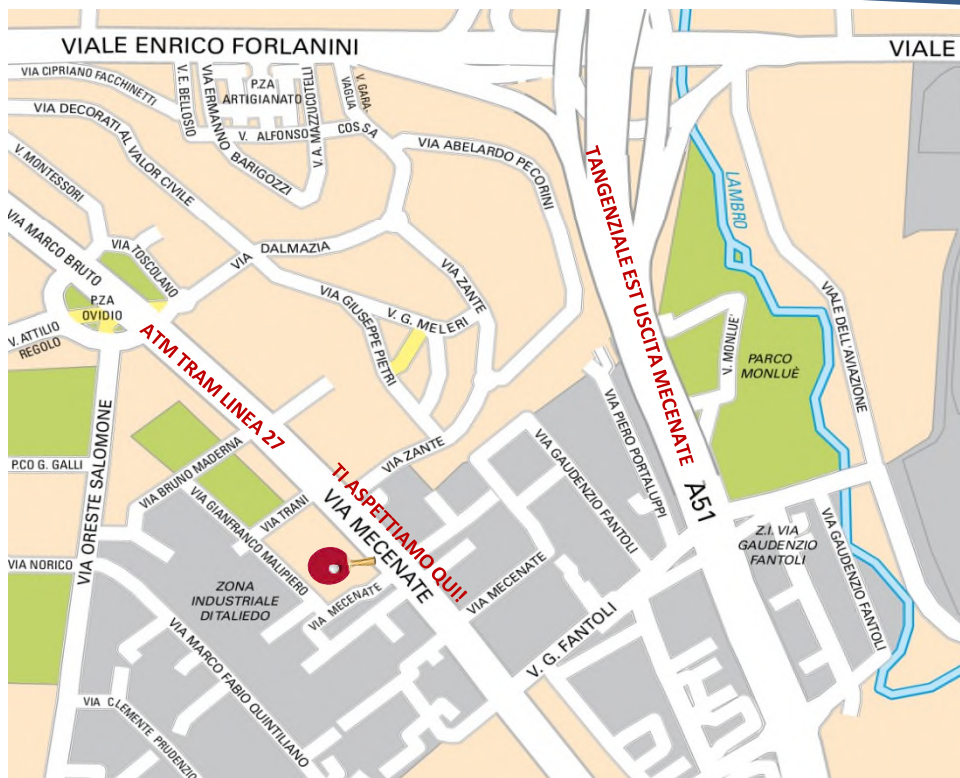 VIALE ENRICO FORLANINI
VIALE
VIA CIPRIANO FACCHINETTI
V. E. BELLOSIO
VIA ERMANNO BARIGOZZI
P.ZA
ARTIGIANATO
V. A. MAZZUCOTELLI
V. GARA-
VAGLIA
VIA DECORATI AL VALOR CIVILE
V. ALFONSO COSSA
VIA ABELARDO PECORINI
V. MONTESSORI
VIA MARCO BRUTO
VIA TOSCOLANO
VIA DALMAZIA
VIA ZANTE
TANGENZIALE EST USCITA MECENATE
LAMBRO
P.ZA
OVIDIO
VIA GIUSEPPE PIETRI
V. G. MELERI
V. ATTILIO
REGOLO
ATM TRAM LINEA 27
V. MONLUE'
PARCO
MONLUÈ
VIALE DELL'AVIAZIONE
VIA ORESTE SALOMONE
P.CO G. GALLI
VIA BRUNO MADERNA
VIA ZANTE
VIA GAUDENZIO FANTOLI
VIA PIERO PORTALUPPI
A51
VIA GIANFRANCO MALIPIERO
VIA TRANI
TI ASPETTIAMO QUI!
VIA MECENATE
Z.I. VIA
GAUDENZIO
FANTOLI
VIA GAUDENZIO FANTOLI
VIA NORICO
ZONA
INDUSTRIALE
DI TALIEDO
VIA MECENATE
VIA MECENATE
V. G. FANTOLI
VIA MARCO FABIO QUINTILIANO
VIA CLEMENTE PRUDENZIO